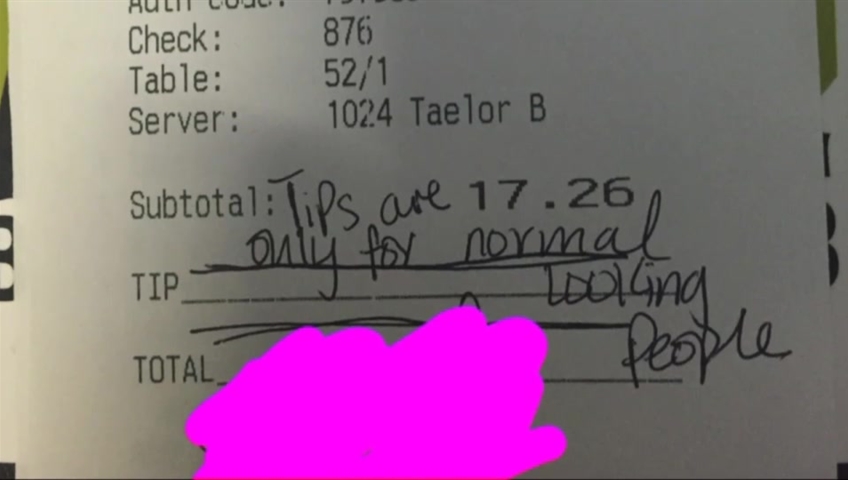 Check: 876
Table: 52/1
Server: 1024 Taelor B
Subtotal: Tips are 17.26
only for normal
TIP looking
people
TOTAL